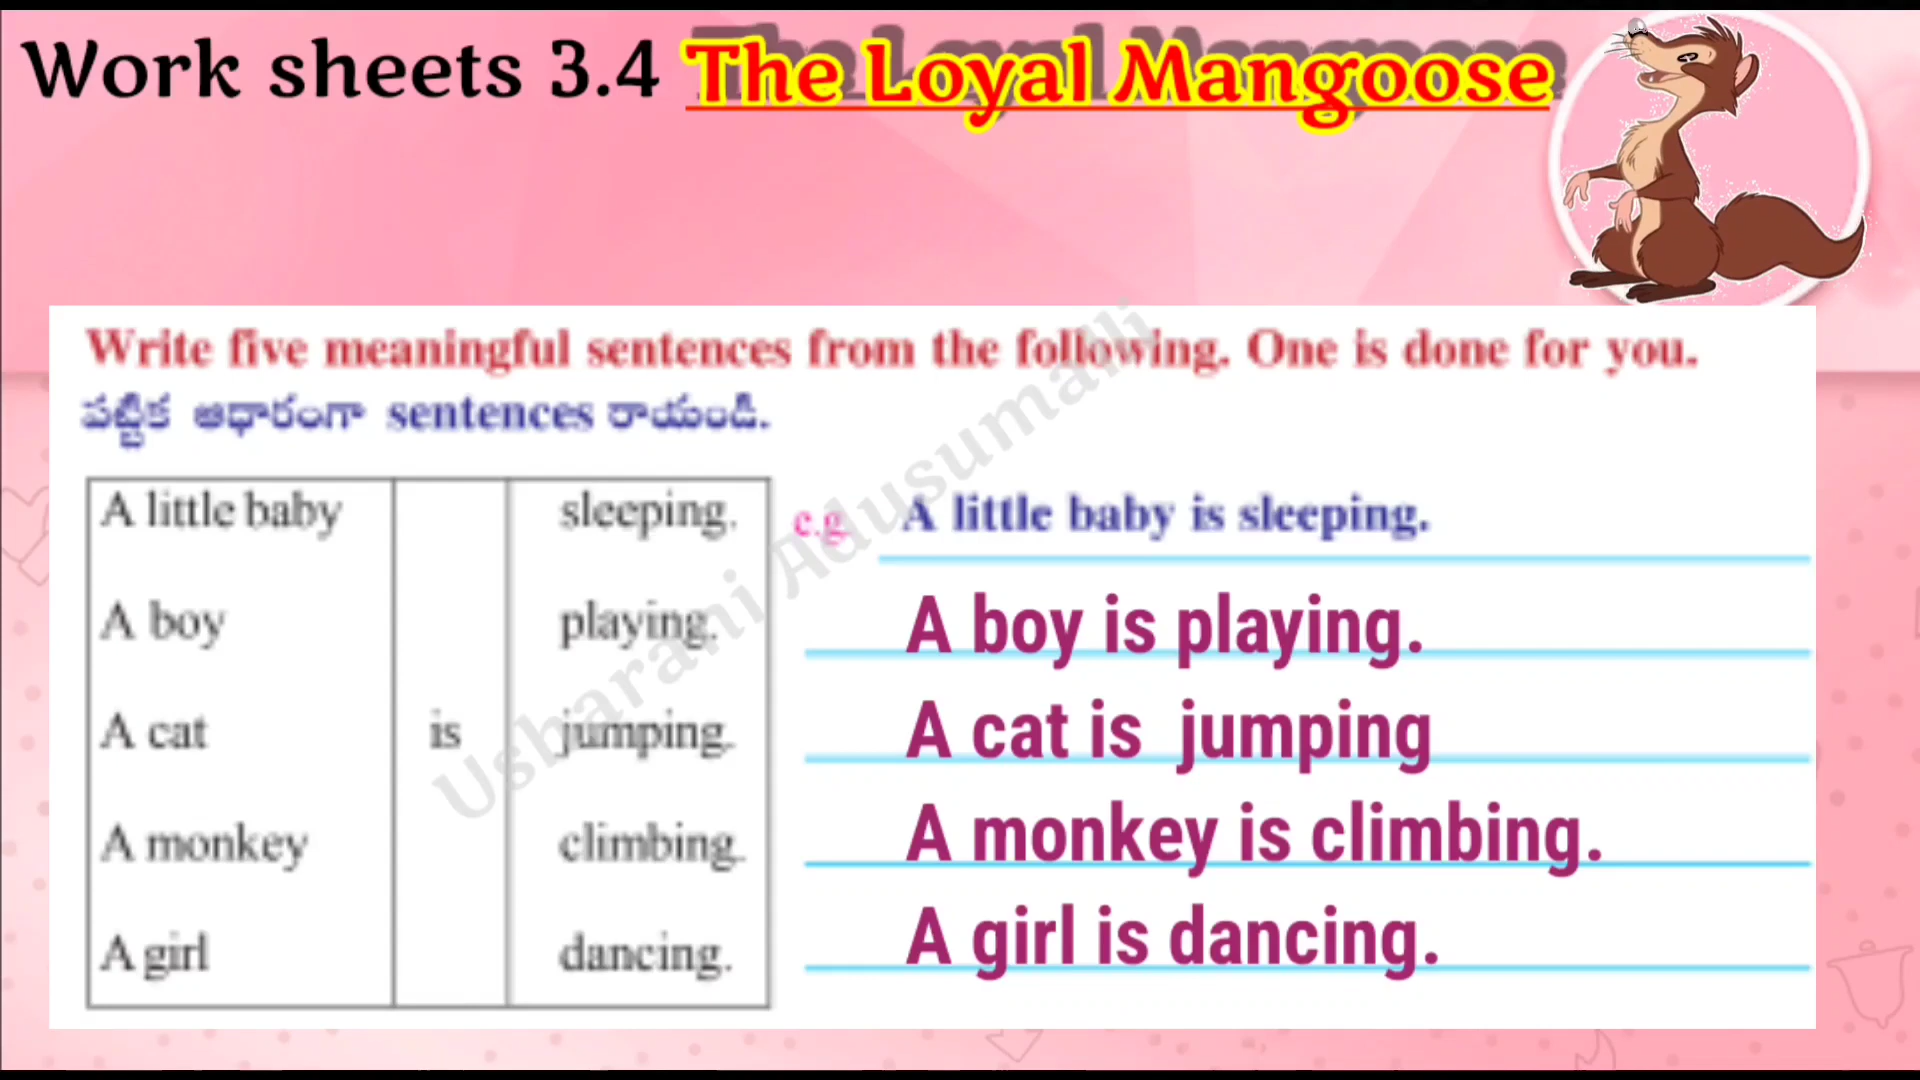 Work sheets 3.4 The Loyal Mangoose
Write five meaningful sentences from the following. One is done for you.
పట్టిక ఆధారంగా sentences రాయండి.
A little baby sleeping. e.g. A little baby is sleeping.
A boy playing. A boy is playing.
A cat is jumping. A cat is jumping
A monkey climbing. A monkey is climbing.
A girl dancing. A girl is dancing.
Usharani Adusumalli